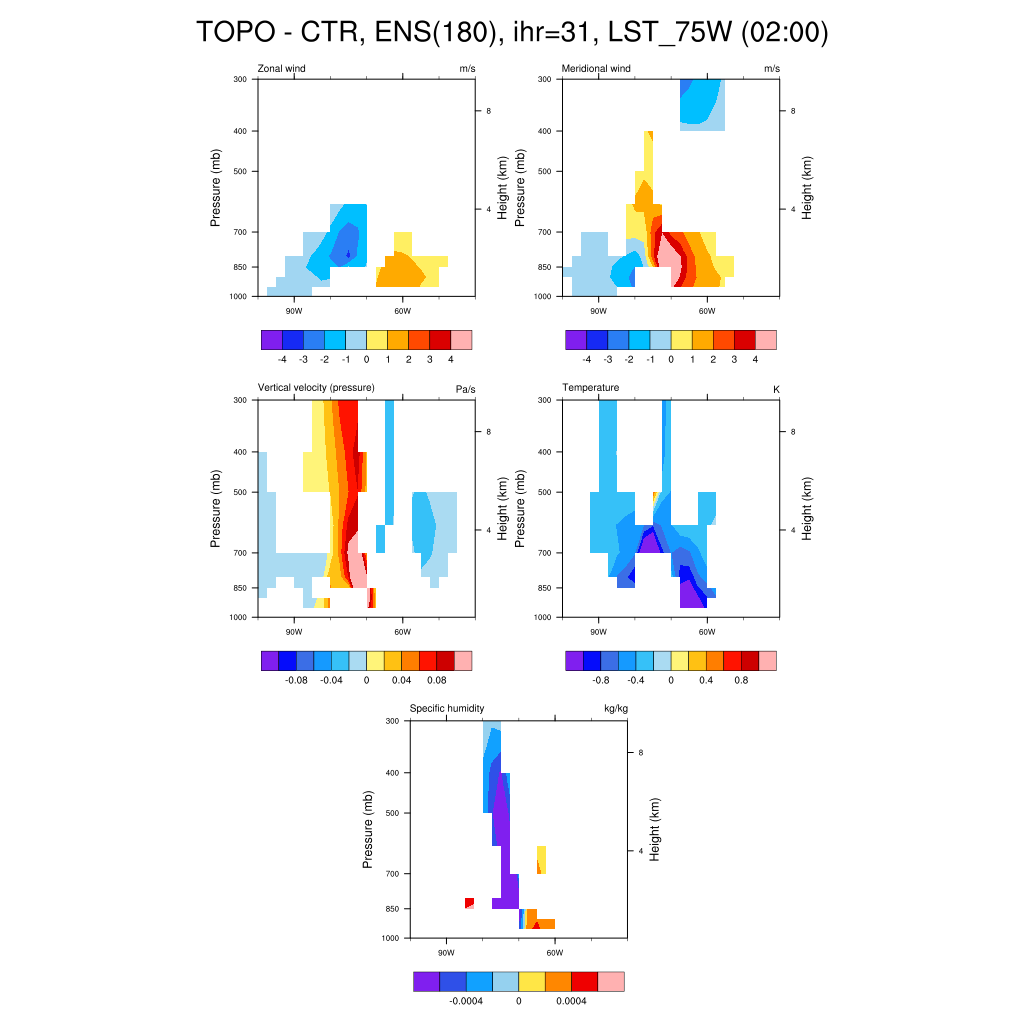 TOPO - CTR, ENS(180), ihr=31, LST_75W (02:00)
Zonal wind m/s
300
400
500
700
850
1000
Pressure (mb)
8
4
Height (km)
90W 60W
-4 -3 -2 -1 0 1 2 3 4
Meridional wind m/s
300
400
500
700
850
1000
Pressure (mb)
8
4
Height (km)
90W 60W
-4 -3 -2 -1 0 1 2 3 4
Vertical velocity (pressure) Pa/s
300
400
500
700
850
1000
Pressure (mb)
8
4
Height (km)
90W 60W
-0.08 -0.04 0 0.04 0.08
Temperature K
300
400
500
700
850
1000
Pressure (mb)
8
4
Height (km)
90W 60W
-0.8 -0.4 0 0.4 0.8
Specific humidity kg/kg
300
400
500
700
850
1000
Pressure (mb)
8
4
Height (km)
90W 60W
-0.0004 0 0.0004